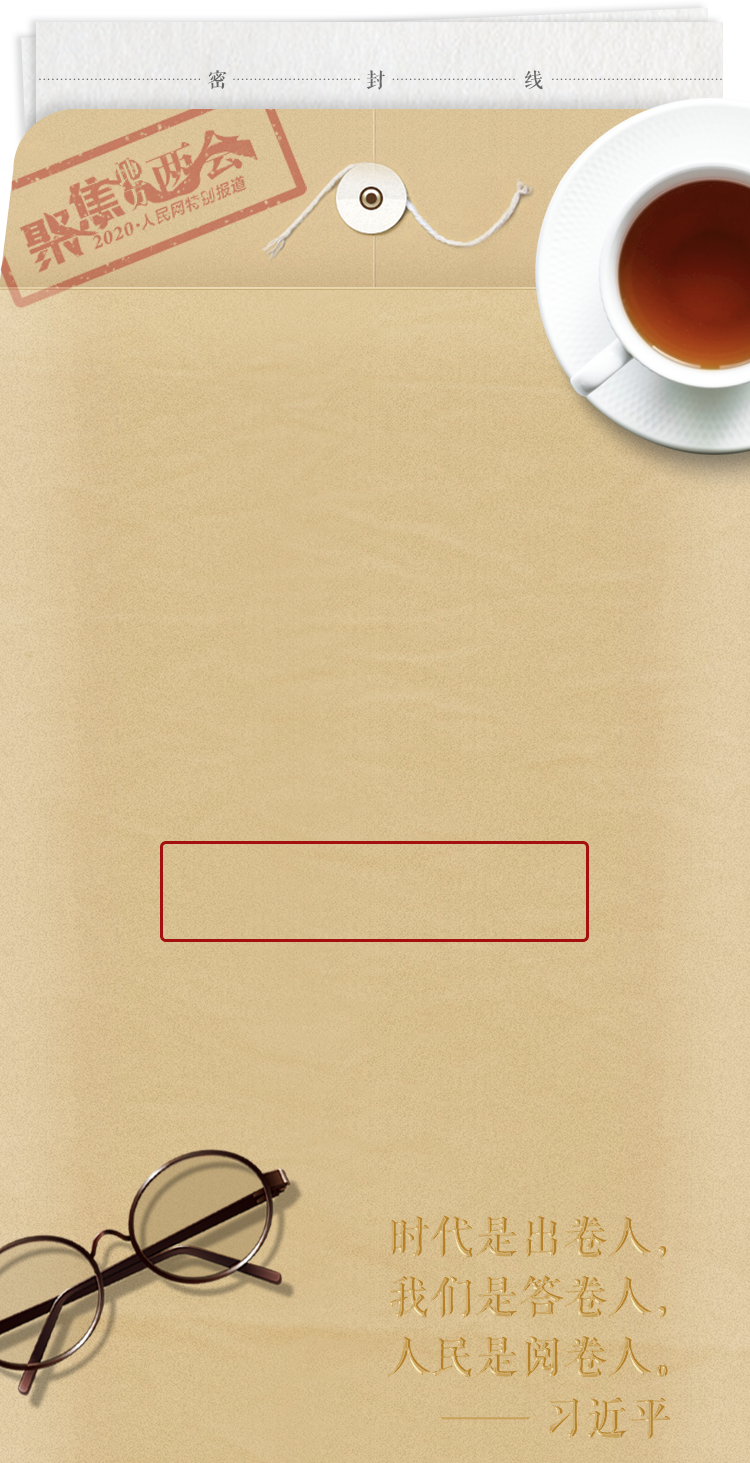 密 封 线
聚焦 两会
2020·人民网特别报道
时代是出卷人，
我们是答卷人，
人民是阅卷人。
—— 习近平